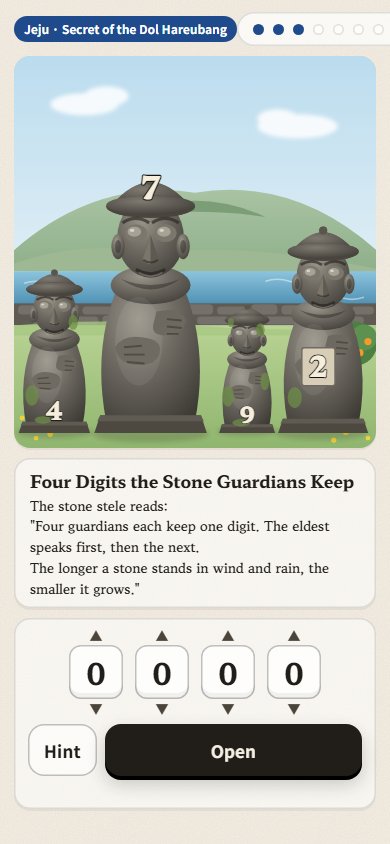 Jeju · Secret of the Dol Hareubang
7
2
4
9
Four Digits the Stone Guardians Keep
The stone stele reads:
"Four guardians each keep one digit. The eldest
speaks first, then the next.
The longer a stone stands in wind and rain, the
smaller it grows."
0 0 0 0
Hint
Open